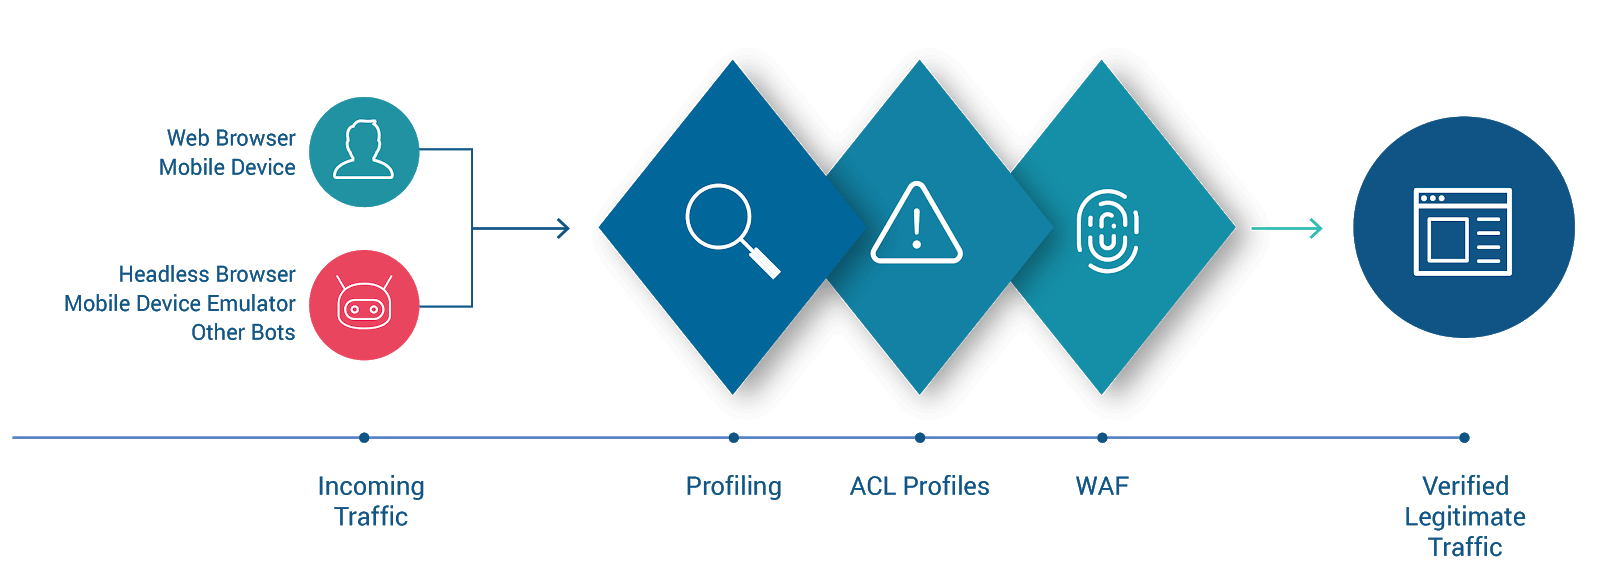 Web Browser
Mobile Device
Headless Browser
Mobile Device Emulator
Other Bots
Incoming
Traffic
Profiling
ACL Profiles
WAF
Verified
Legitimate
Traffic